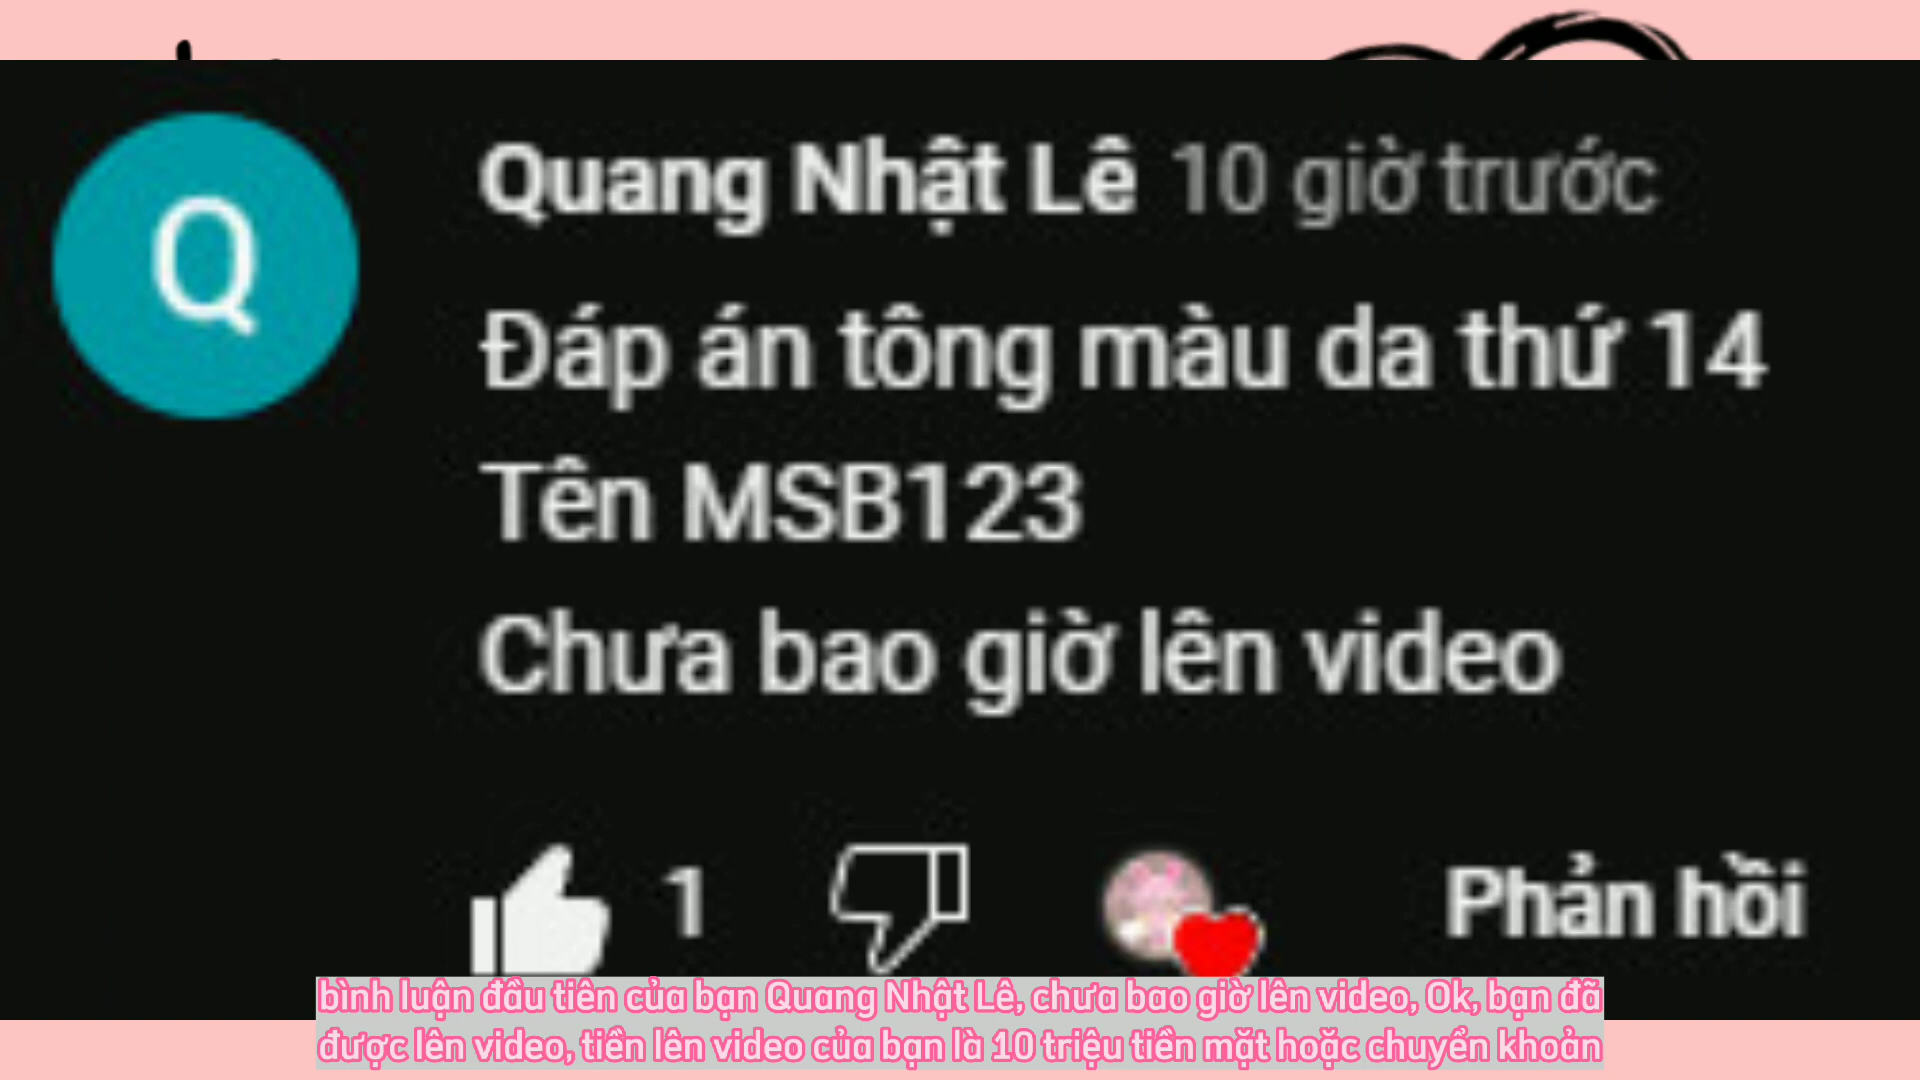 Q
Quang Nhật Lê 10 giờ trước
Đáp án tông màu da thứ 14
Tên MSB123
Chưa bao giờ lên video
1
Phản hồi
bình luận đầu tiên của bạn Quang Nhật Lê, chưa bao giờ lên video, Ok, bạn đã
được lên video, tiền lên video của bạn là 10 triệu tiền mặt hoặc chuyển khoản